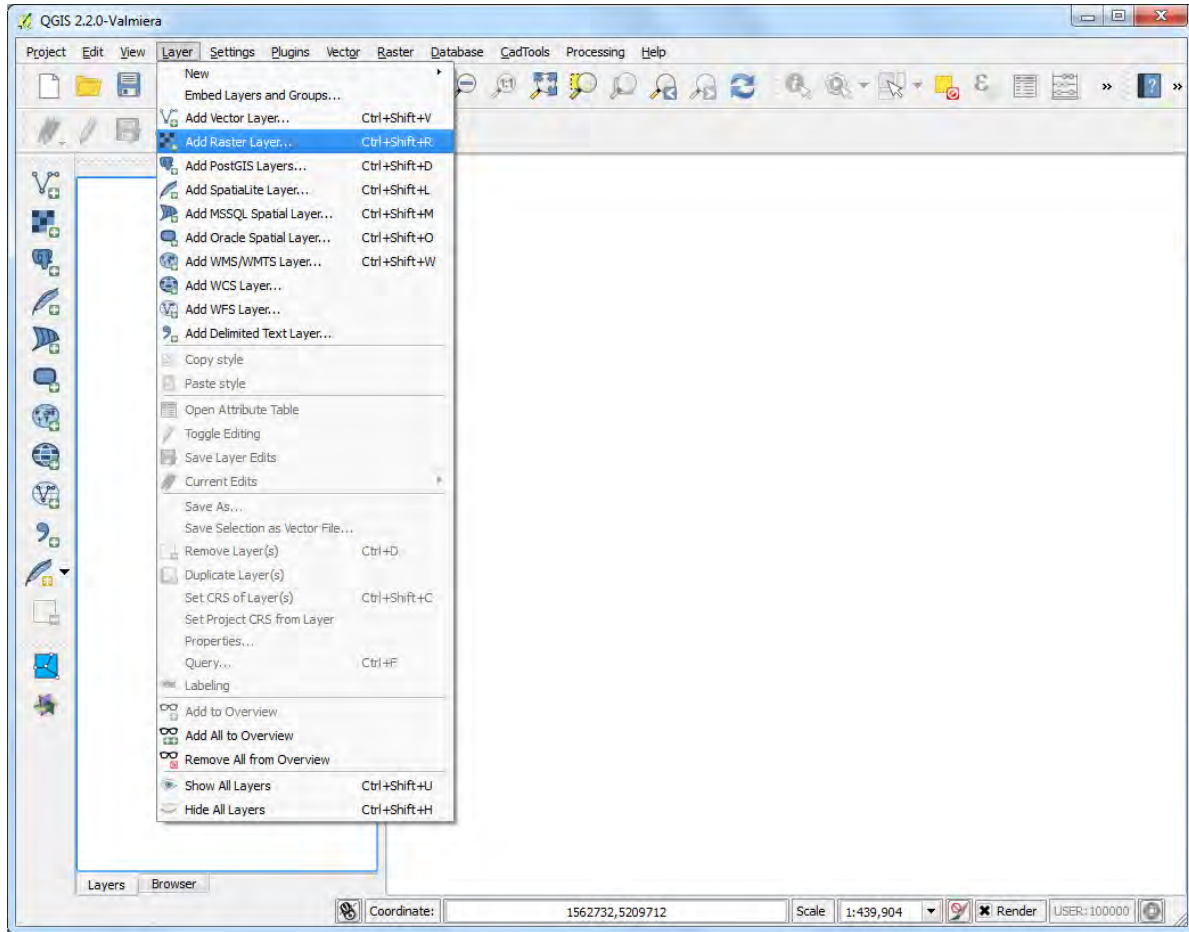 QGIS 2.2.0-Valmiera
Project Edit View Layer Settings Plugins Vector Raster Database CadTools Processing Help
New
Embed Layers and Groups...
Add Vector Layer... Ctrl+Shift+V
Add Raster Layer... Ctrl+Shift+R
Add PostGIS Layers... Ctrl+Shift+D
Add SpatiaLite Layer... Ctrl+Shift+L
Add MSSQL Spatial Layer... Ctrl+Shift+M
Add Oracle Spatial Layer... Ctrl+Shift+O
Add WMS/WMTS Layer... Ctrl+Shift+W
Add WCS Layer...
Add WFS Layer...
Add Delimited Text Layer...
Copy style
Paste style
Open Attribute Table
Toggle Editing
Save Layer Edits
Current Edits
Save As...
Save Selection as Vector File...
Remove Layer(s) Ctrl+D
Duplicate Layer(s)
Set CRS of Layer(s) Ctrl+Shift+C
Set Project CRS from Layer
Properties...
Query... Ctrl+F
Labeling
Add to Overview
Add All to Overview
Remove All from Overview
Show All Layers Ctrl+Shift+U
Hide All Layers Ctrl+Shift+H
Layers Browser
Coordinate: 1562732,5209712 Scale 1:439,904 Render USER:100000